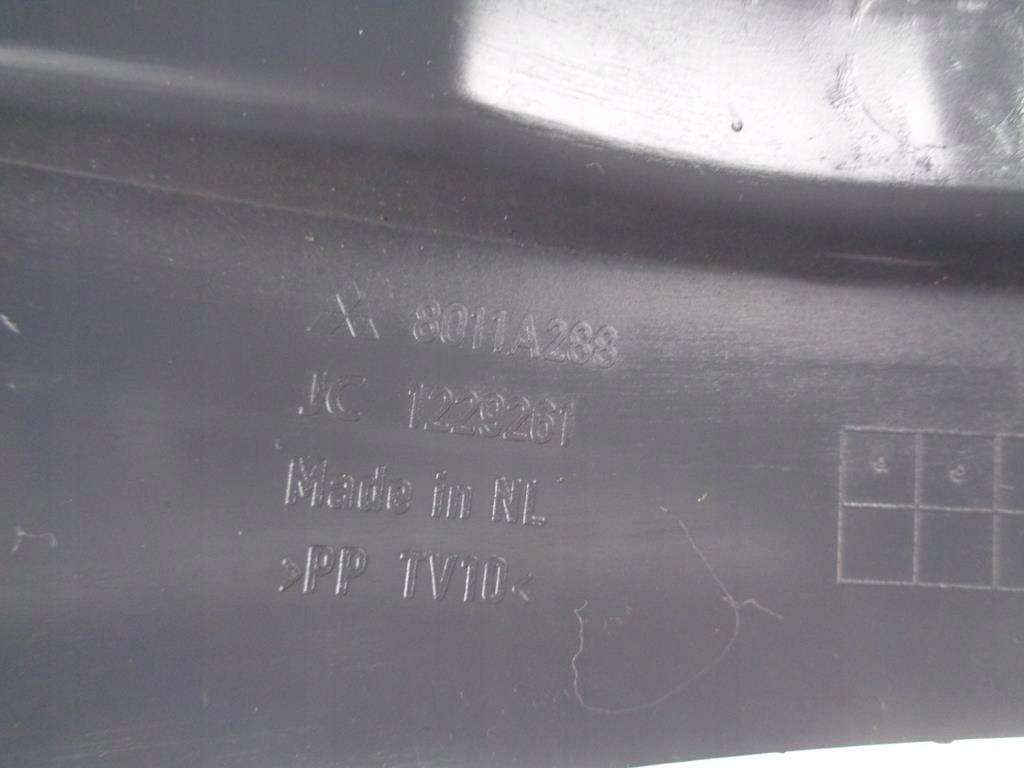 8011A288
JC 1229261
Made in NL
>PP TV10<